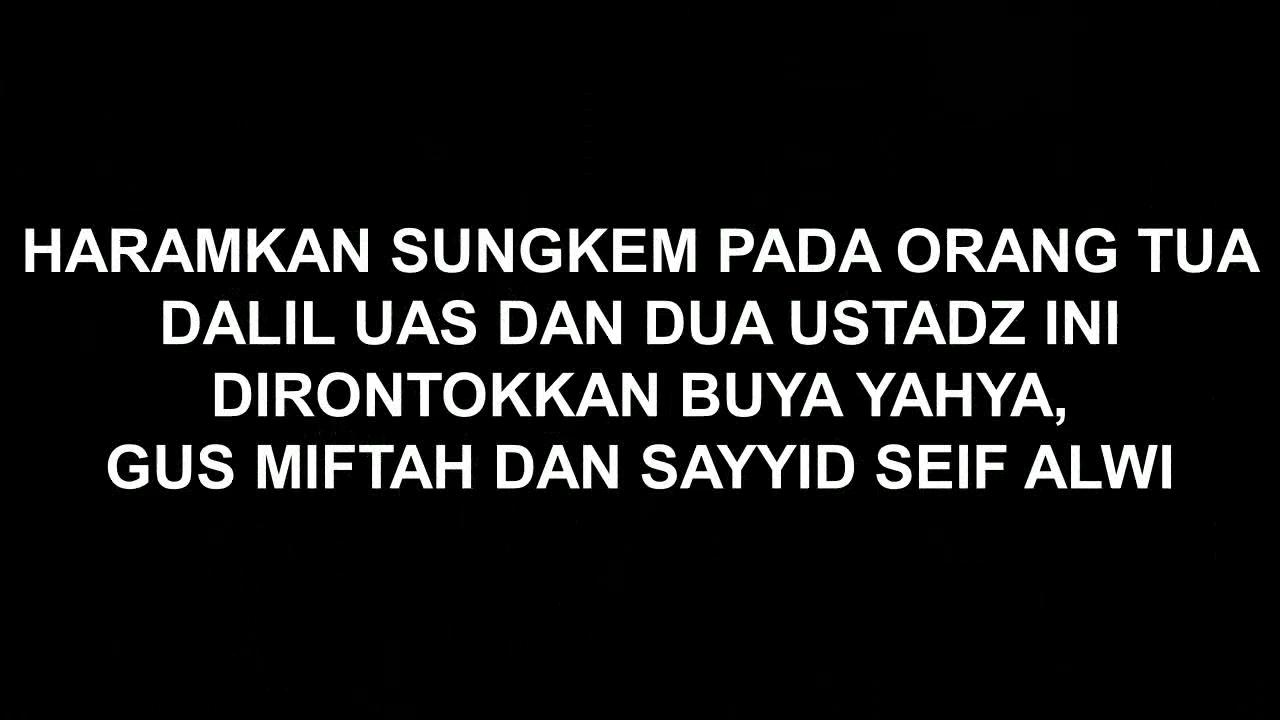 HARAMKAN SUNGKEM PADA ORANG TUA
DALIL UAS DAN DUA USTADZ INI
DIRONTOKKAN BUYA YAHYA,
GUS MIFTAH DAN SAYYID SEIF ALWI